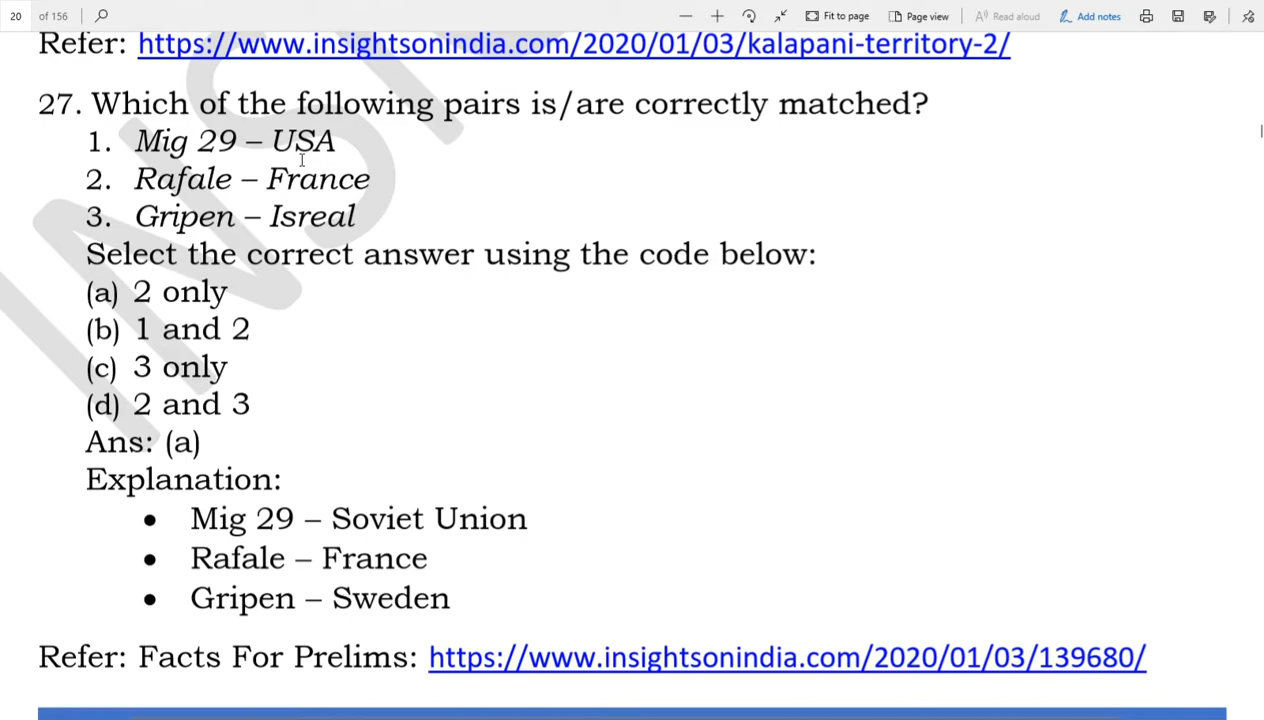 20 of 156 Fit to page Page view Read aloud Add notes
Refer: https://www.insightsonindia.com/2020/01/03/kalapani-territory-2/
27. Which of the following pairs is/are correctly matched?
1. Mig 29 – USA
2. Rafale – France
3. Gripen – Isreal
Select the correct answer using the code below:
(a) 2 only
(b) 1 and 2
(c) 3 only
(d) 2 and 3
Ans: (a)
Explanation:
• Mig 29 – Soviet Union
• Rafale – France
• Gripen – Sweden
Refer: Facts For Prelims: https://www.insightsonindia.com/2020/01/03/139680/